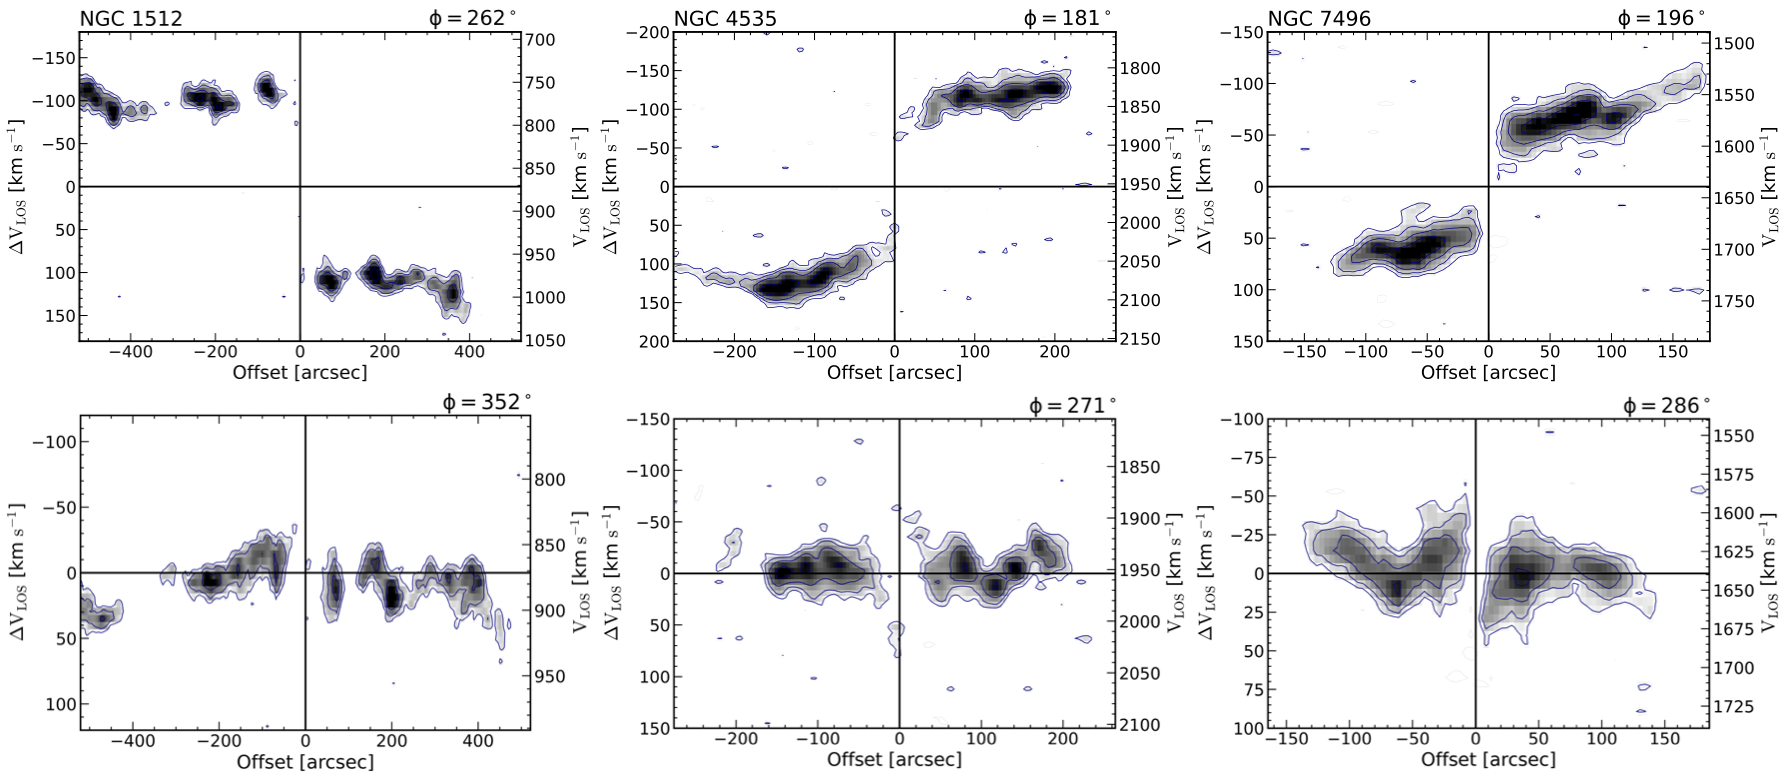 NGC 1512 ϕ = 262° NGC 4535 ϕ = 181° NGC 7496 ϕ = 196°
−150 −100 −50 0 50 100 150
ΔV_LOS [km s⁻¹]
700 750 800 850 900 950 1000 1050
V_LOS [km s⁻¹]
−400 −200 0 200 400
Offset [arcsec]
−200 −150 −100 −50 0 50 100 150 200
ΔV_LOS [km s⁻¹]
1800 1850 1900 1950 2000 2050 2100 2150
V_LOS [km s⁻¹]
−200 −100 0 100 200
Offset [arcsec]
−150 −100 −50 0 50 100 150
ΔV_LOS [km s⁻¹]
1500 1550 1600 1650 1700 1750
V_LOS [km s⁻¹]
−150 −100 −50 0 50 100 150
Offset [arcsec]
ϕ = 352° ϕ = 271° ϕ = 286°
−100 −50 0 50 100
ΔV_LOS [km s⁻¹]
800 850 900 950
V_LOS [km s⁻¹]
−400 −200 0 200 400
Offset [arcsec]
−150 −100 −50 0 50 100 150
ΔV_LOS [km s⁻¹]
1850 1900 1950 2000 2050 2100
V_LOS [km s⁻¹]
−200 −100 0 100 200
Offset [arcsec]
−100 −75 −50 −25 0 25 50 75 100
ΔV_LOS [km s⁻¹]
1550 1575 1600 1625 1650 1675 1700 1725
V_LOS [km s⁻¹]
−150 −100 −50 0 50 100 150
Offset [arcsec]